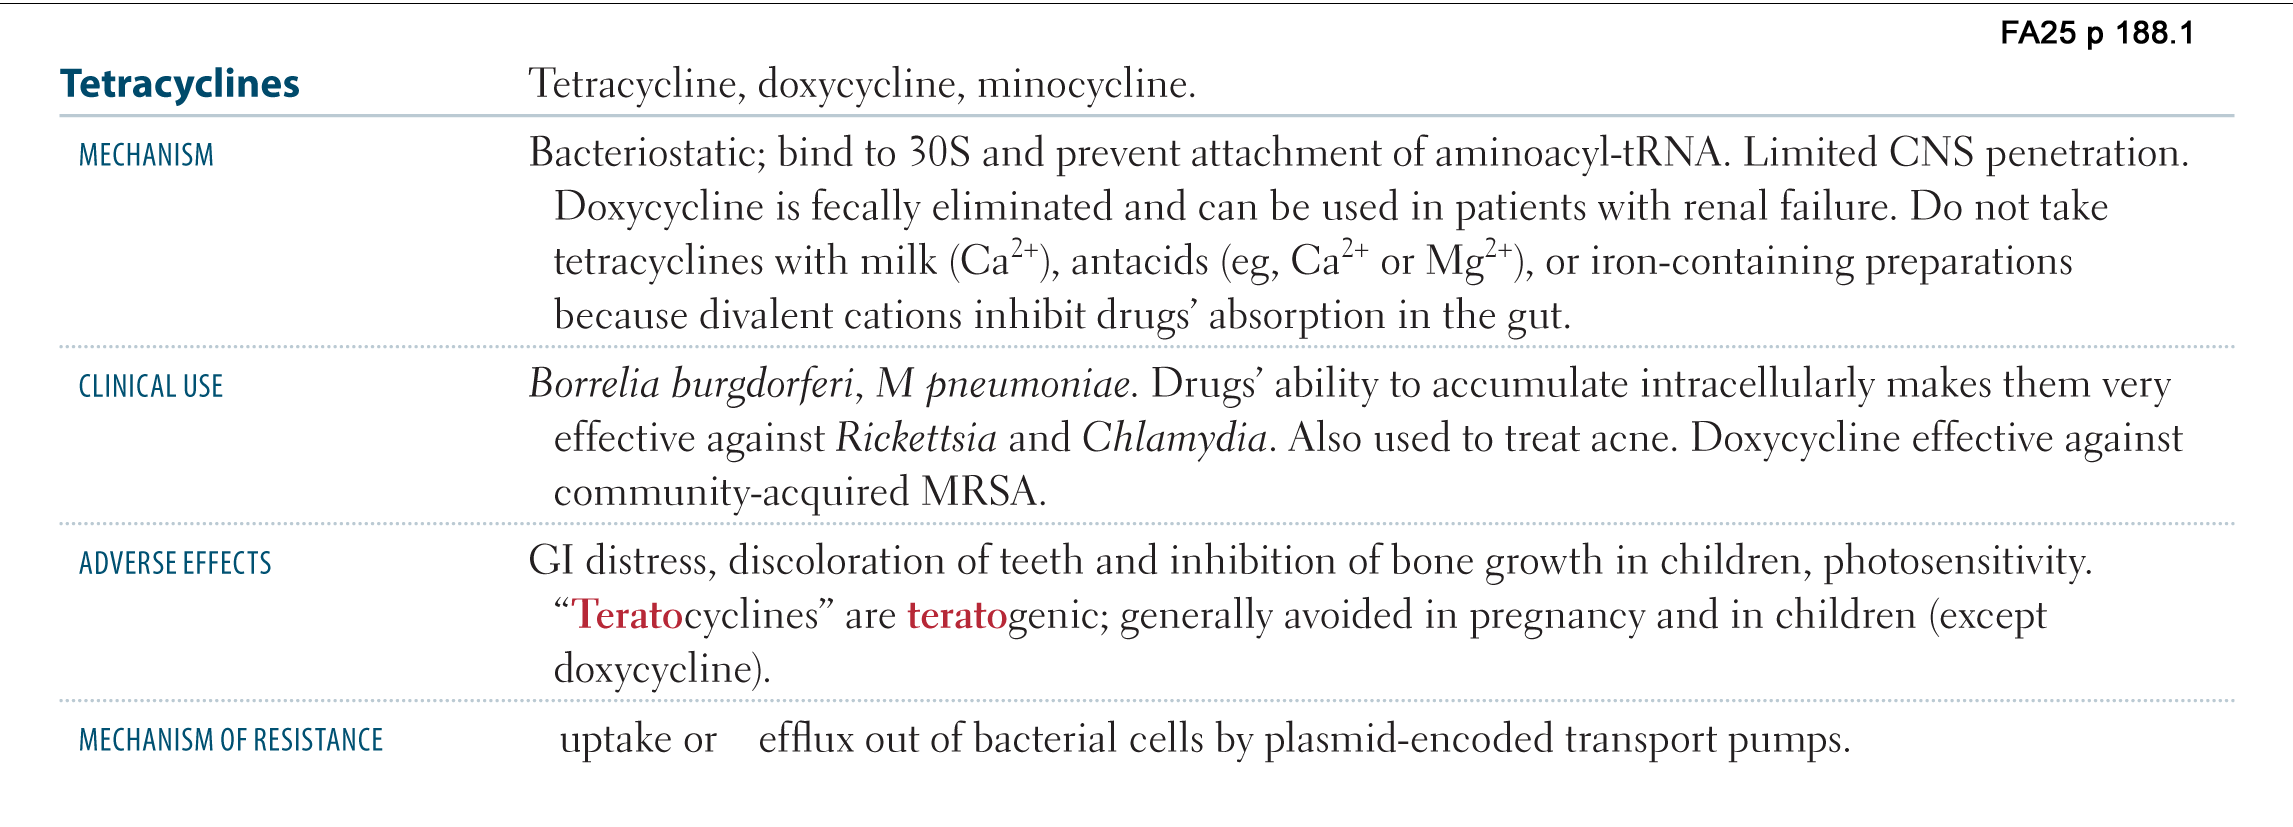 FA25 p 188.1
Tetracyclines Tetracycline, doxycycline, minocycline.
MECHANISM Bacteriostatic; bind to 30S and prevent attachment of aminoacyl-tRNA. Limited CNS penetration.
Doxycycline is fecally eliminated and can be used in patients with renal failure. Do not take
tetracyclines with milk (Ca²⁺), antacids (eg, Ca²⁺ or Mg²⁺), or iron-containing preparations
because divalent cations inhibit drugs’ absorption in the gut.
CLINICAL USE Borrelia burgdorferi, M pneumoniae. Drugs’ ability to accumulate intracellularly makes them very
effective against Rickettsia and Chlamydia. Also used to treat acne. Doxycycline effective against
community-acquired MRSA.
ADVERSE EFFECTS GI distress, discoloration of teeth and inhibition of bone growth in children, photosensitivity.
“Teratocyclines” are teratogenic; generally avoided in pregnancy and in children (except
doxycycline).
MECHANISM OF RESISTANCE uptake or efflux out of bacterial cells by plasmid-encoded transport pumps.